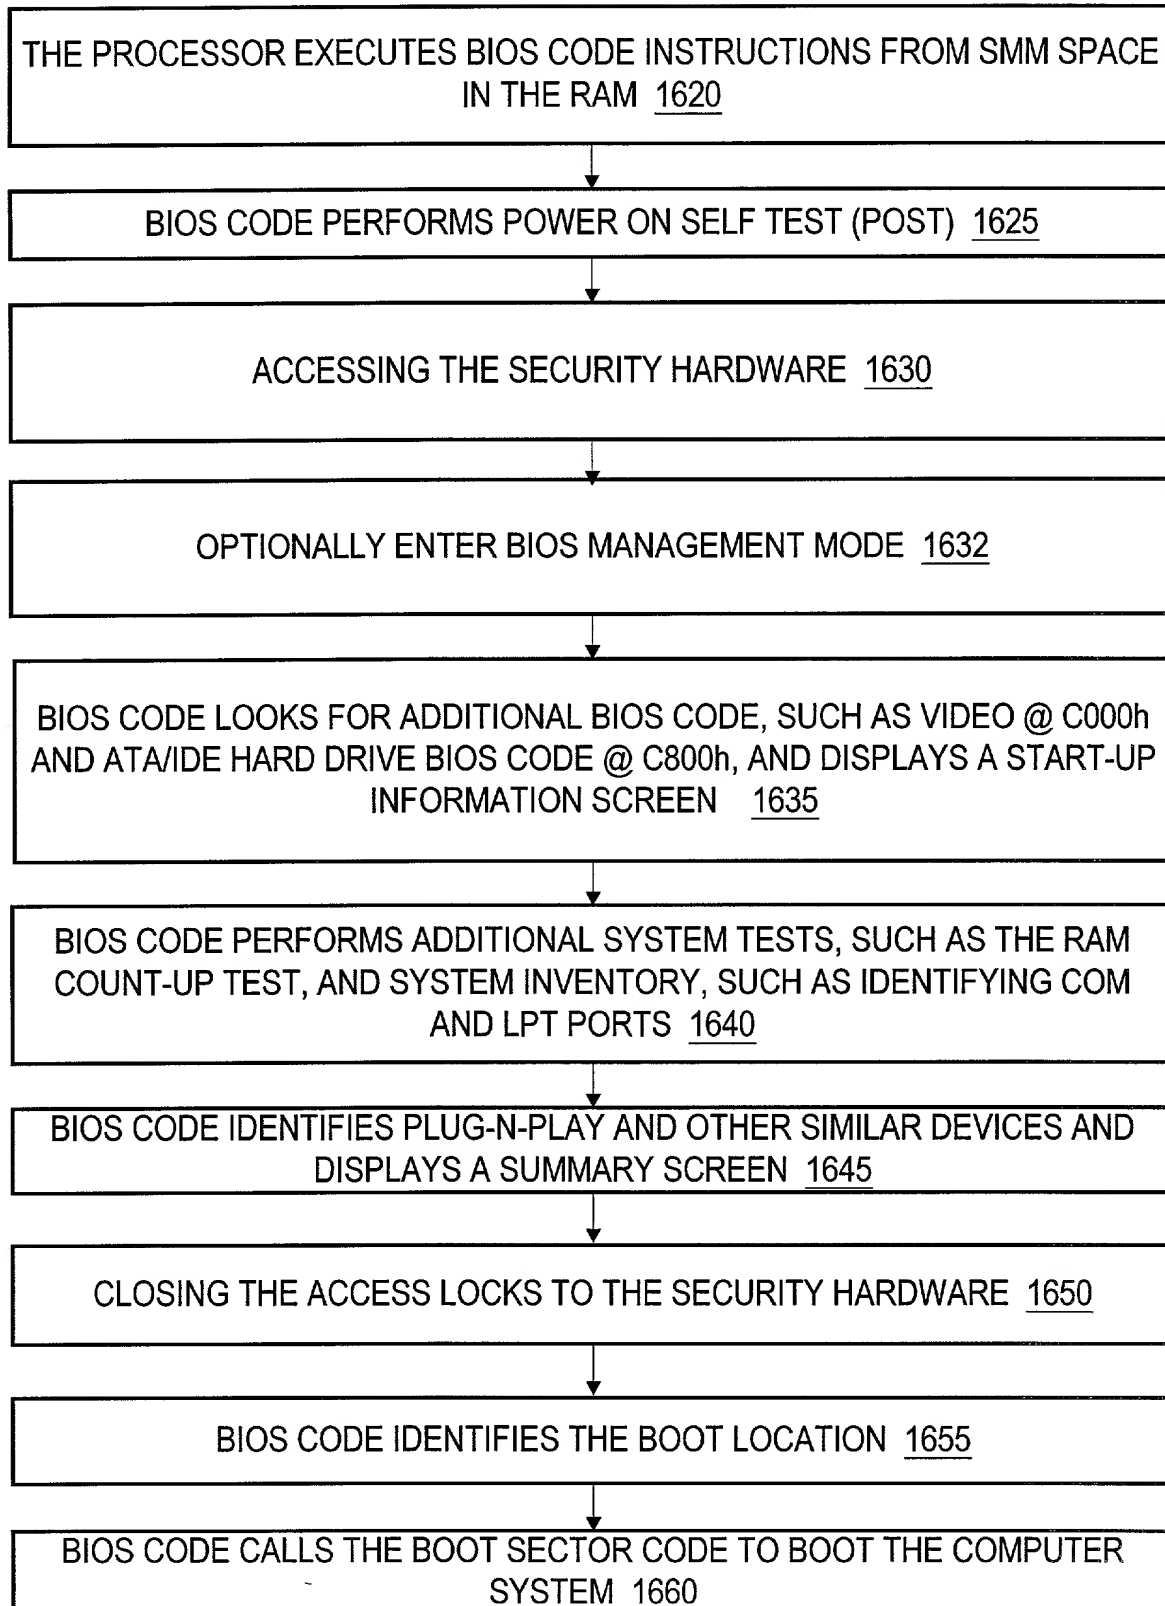 THE PROCESSOR EXECUTES BIOS CODE INSTRUCTIONS FROM SMM SPACE
IN THE RAM 1620
BIOS CODE PERFORMS POWER ON SELF TEST (POST) 1625
ACCESSING THE SECURITY HARDWARE 1630
OPTIONALLY ENTER BIOS MANAGEMENT MODE 1632
BIOS CODE LOOKS FOR ADDITIONAL BIOS CODE, SUCH AS VIDEO @ C000h
AND ATA/IDE HARD DRIVE BIOS CODE @ C800h, AND DISPLAYS A START-UP
INFORMATION SCREEN 1635
BIOS CODE PERFORMS ADDITIONAL SYSTEM TESTS, SUCH AS THE RAM
COUNT-UP TEST, AND SYSTEM INVENTORY, SUCH AS IDENTIFYING COM
AND LPT PORTS 1640
BIOS CODE IDENTIFIES PLUG-N-PLAY AND OTHER SIMILAR DEVICES AND
DISPLAYS A SUMMARY SCREEN 1645
CLOSING THE ACCESS LOCKS TO THE SECURITY HARDWARE 1650
BIOS CODE IDENTIFIES THE BOOT LOCATION 1655
BIOS CODE CALLS THE BOOT SECTOR CODE TO BOOT THE COMPUTER
SYSTEM 1660